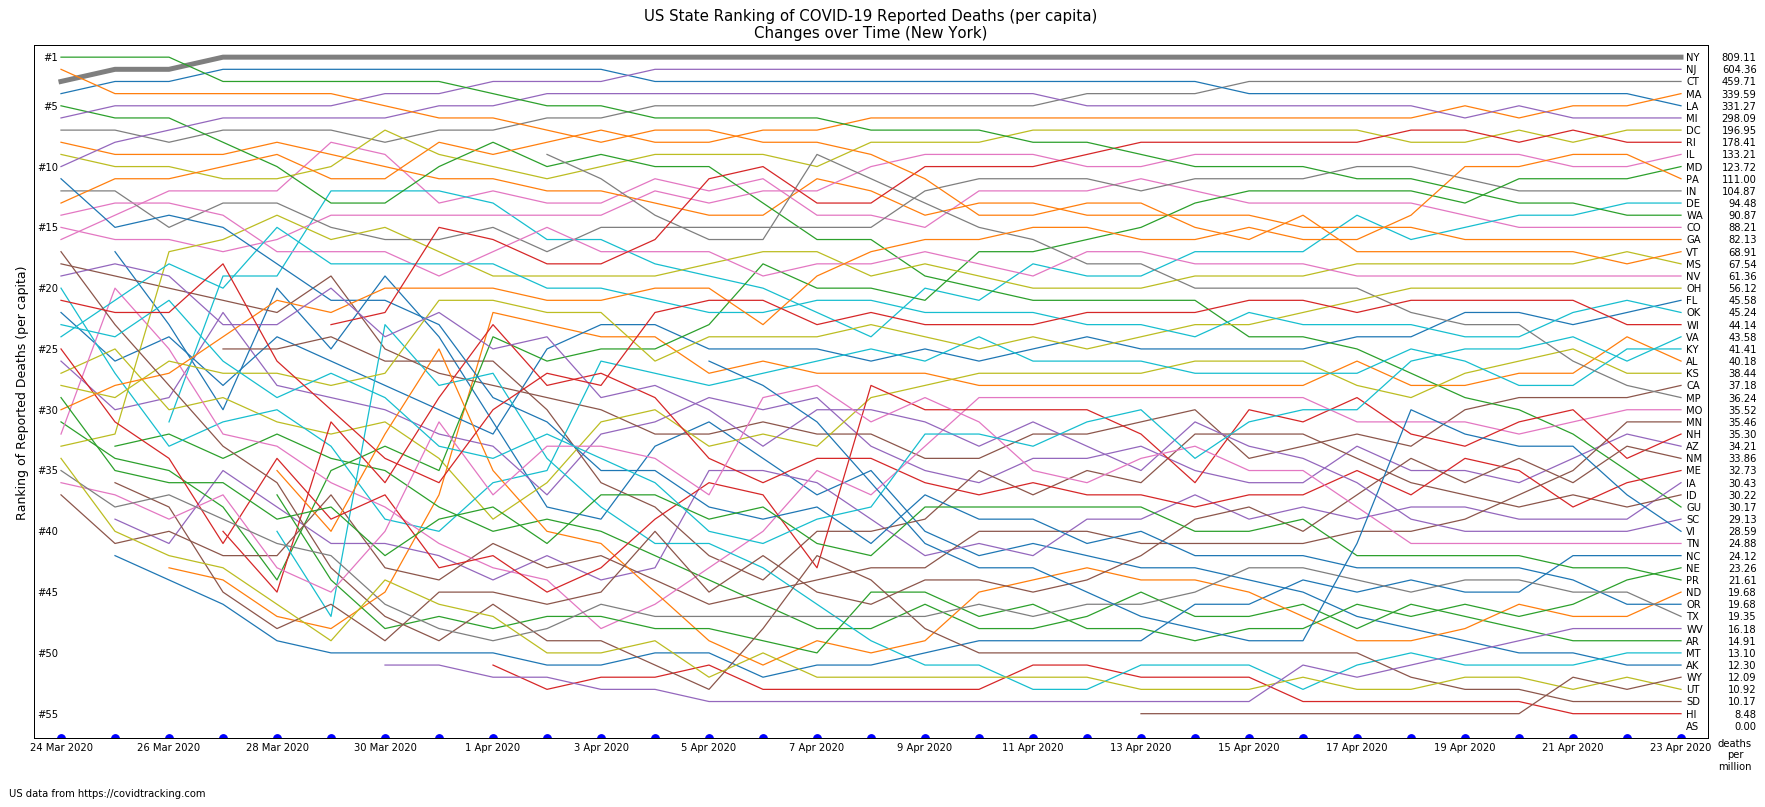 US State Ranking of COVID-19 Reported Deaths (per capita)
Changes over Time (New York)
Ranking of Reported Deaths (per capita)
#1
#5
#10
#15
#20
#25
#30
#35
#40
#45
#50
#55
NY 809.11
NJ 604.36
CT 459.71
MA 339.59
LA 331.27
MI 298.09
DC 196.95
RI 178.41
IL 133.21
MD 123.72
PA 111.00
IN 104.87
DE 94.48
WA 90.87
CO 88.21
GA 82.13
VT 68.91
MS 67.54
NV 61.36
OH 56.12
FL 45.58
OK 45.24
WI 44.14
VA 43.58
KY 41.41
AL 40.18
KS 38.44
CA 37.18
MP 36.24
MO 35.52
MN 35.46
NH 35.30
AZ 34.21
NM 33.86
ME 32.73
IA 30.43
ID 30.22
GU 30.17
SC 29.13
VI 28.59
TN 24.88
NC 24.12
NE 23.26
PR 21.61
ND 19.68
OR 19.68
TX 19.35
WV 16.18
AR 14.91
MT 13.10
AK 12.30
WY 12.09
UT 10.92
SD 10.17
HI 8.48
AS 0.00
24 Mar 2020 26 Mar 2020 28 Mar 2020 30 Mar 2020 1 Apr 2020 3 Apr 2020 5 Apr 2020 7 Apr 2020 9 Apr 2020 11 Apr 2020 13 Apr 2020 15 Apr 2020 17 Apr 2020 19 Apr 2020 21 Apr 2020 23 Apr 2020
deaths
per
million
US data from https://covidtracking.com